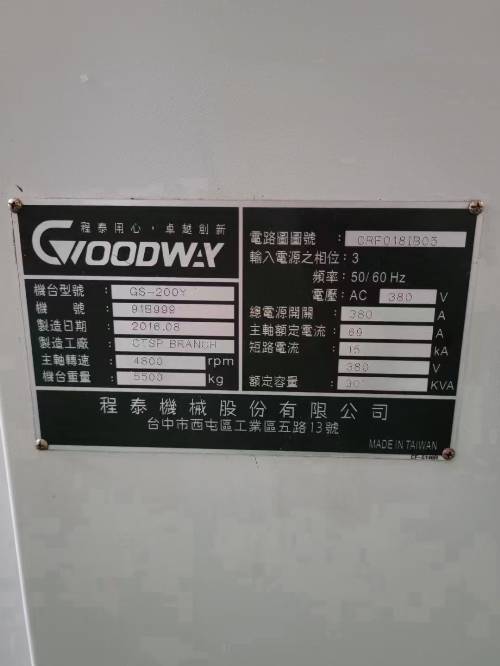 程泰用心，卓越創新
GOODWAY
機台型號 : GS-200Y
機號 : 91B999
製造日期 : 2016.08
製造工廠 : CTSP BRANCH
主軸轉速 : 4800 rpm
機台重量 : 5500 kg
電路圖圖號 : CRF0181B03
輸入電源之相位 : 3
頻率 : 50/60 Hz
電壓 : AC 380 V
總電源開關 : 380 A
主軸額定電流 : 69 A
短路電流 : 15 kA
380 V
額定容量 : 30 KVA
程泰機械股份有限公司
台中市西屯區工業區五路13號
MADE IN TAIWAN